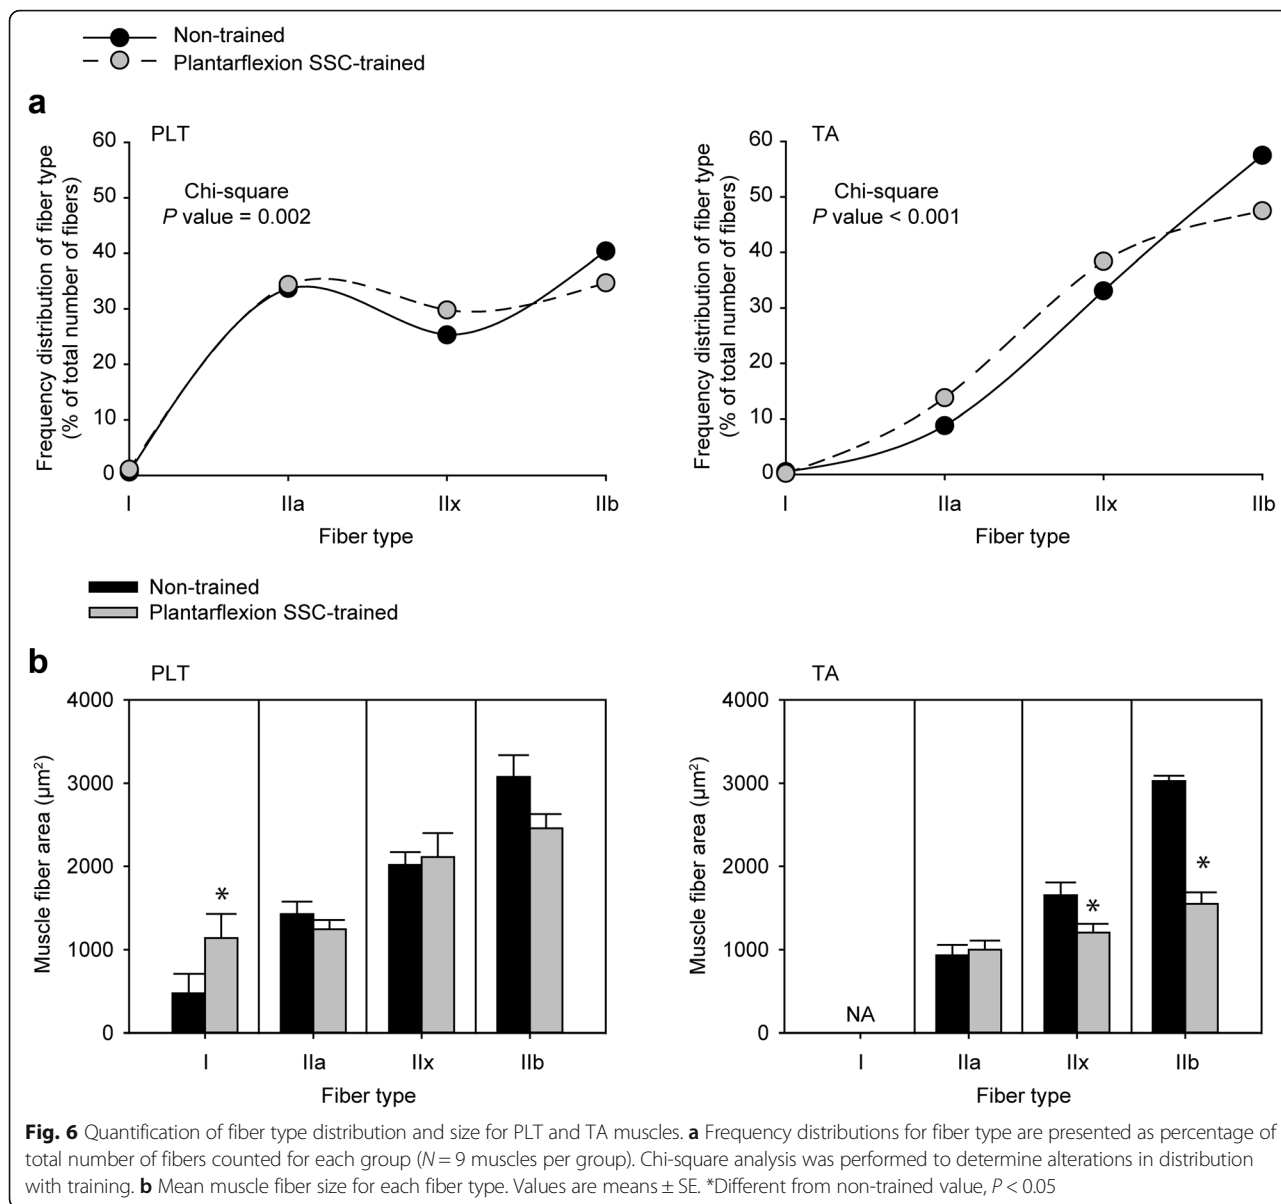 Non-trained
Plantarflexion SSC-trained
a
PLT
Chi-square
P value = 0.002
Frequency distribution of fiber type
(% of total number of fibers)
60
50
40
30
20
10
0
I IIa IIx IIb
Fiber type
TA
Chi-square
P value < 0.001
Frequency distribution of fiber type
(% of total number of fibers)
60
50
40
30
20
10
0
I IIa IIx IIb
Fiber type
Non-trained
Plantarflexion SSC-trained
b
PLT
Muscle fiber area (µm²)
4000
3000
2000
1000
0
*
I IIa IIx IIb
Fiber type
TA
Muscle fiber area (µm²)
4000
3000
2000
1000
0
NA
*
*
I IIa IIx IIb
Fiber type
Fig. 6 Quantification of fiber type distribution and size for PLT and TA muscles. a Frequency distributions for fiber type are presented as percentage of
total number of fibers counted for each group (N = 9 muscles per group). Chi-square analysis was performed to determine alterations in distribution
with training. b Mean muscle fiber size for each fiber type. Values are means ± SE. *Different from non-trained value, P < 0.05